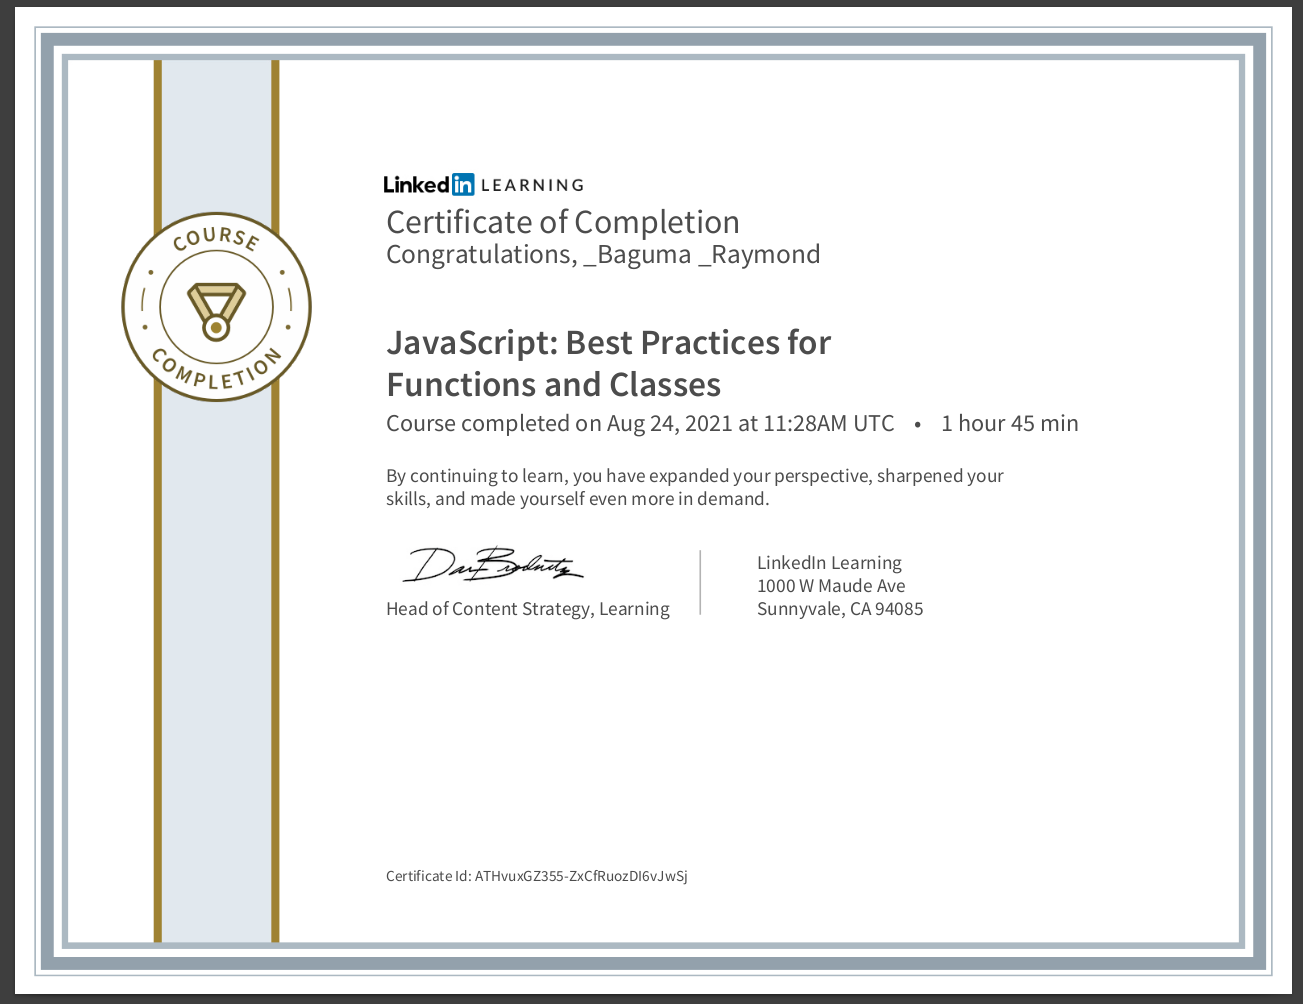 COURSE
COMPLETION
Linked in LEARNING
Certificate of Completion
Congratulations, _Baguma _Raymond
JavaScript: Best Practices for
Functions and Classes
Course completed on Aug 24, 2021 at 11:28AM UTC • 1 hour 45 min
By continuing to learn, you have expanded your perspective, sharpened your
skills, and made yourself even more in demand.
Head of Content Strategy, Learning
LinkedIn Learning
1000 W Maude Ave
Sunnyvale, CA 94085
Certificate Id: ATHvuxGZ355-ZxCfRuozDI6vJwSj